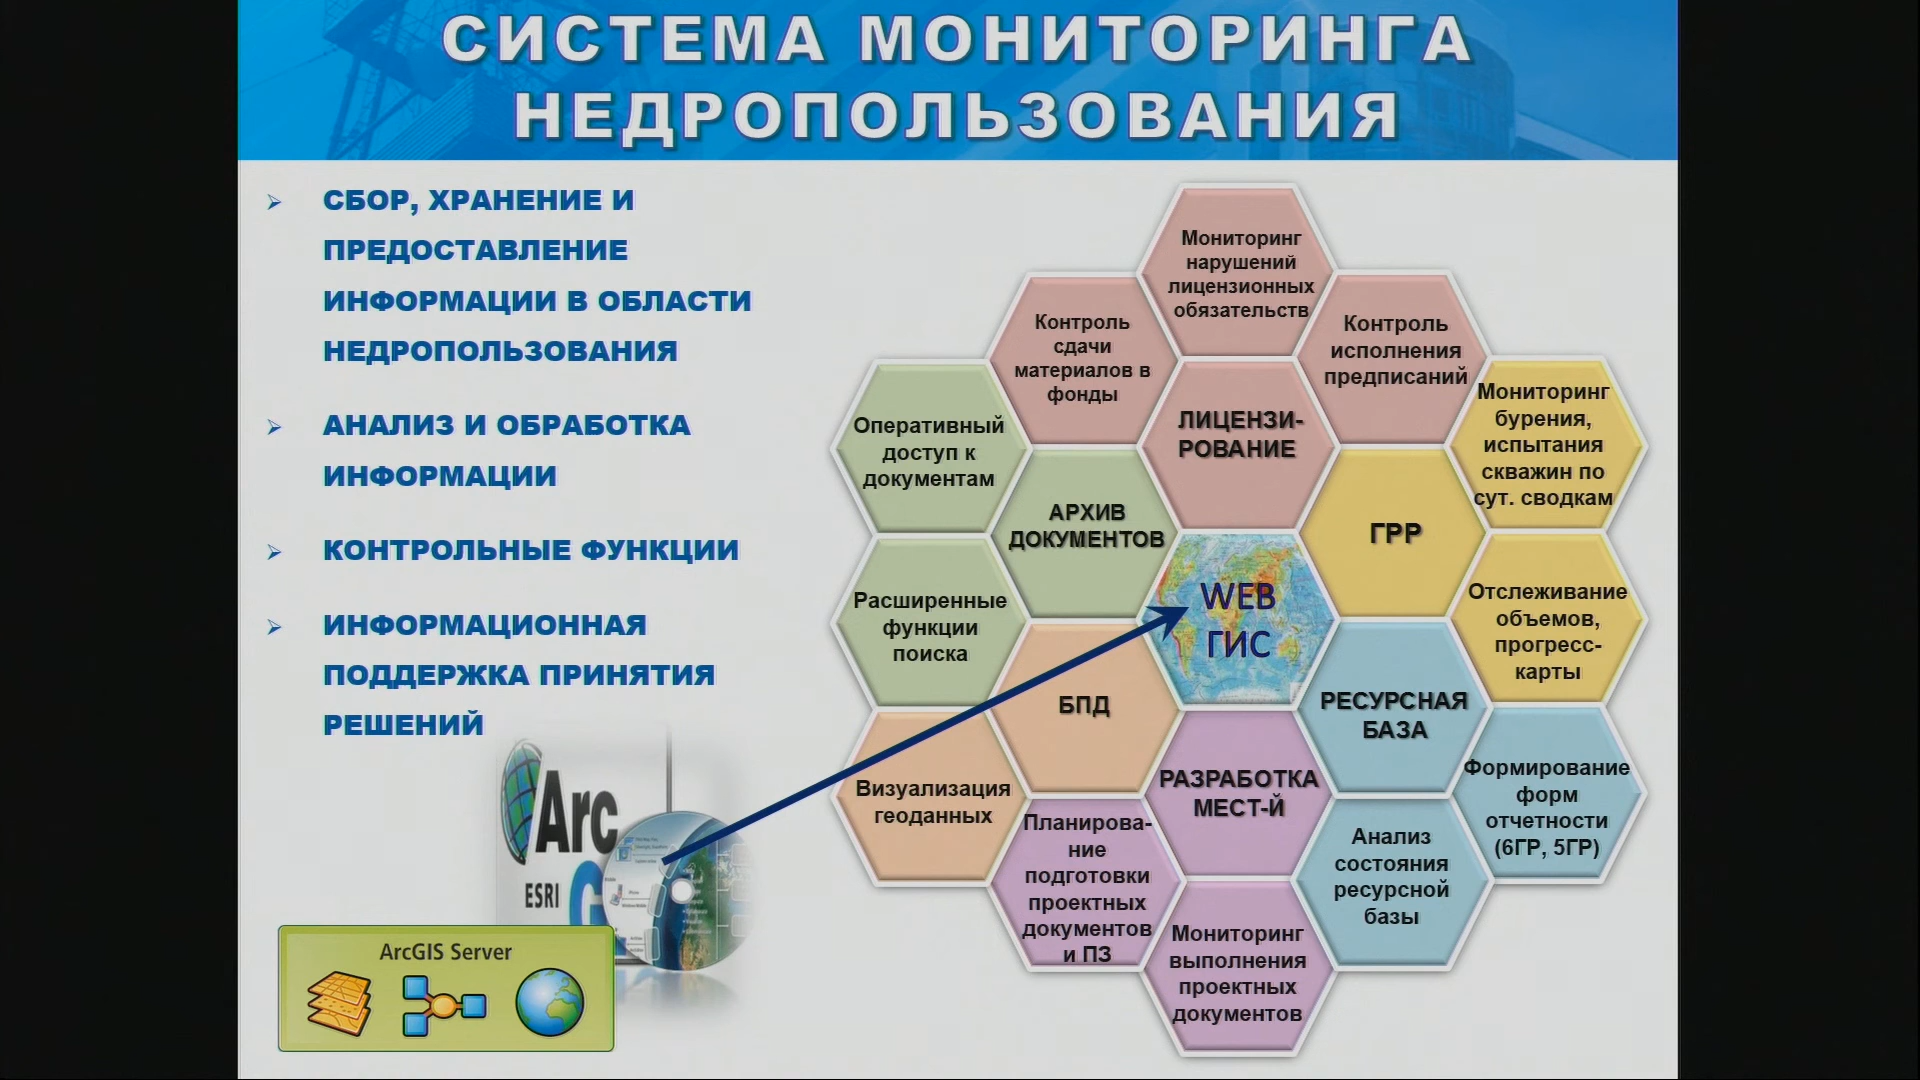 СИСТЕМА МОНИТОРИНГА
НЕДРОПОЛЬЗОВАНИЯ
СБОР, ХРАНЕНИЕ И
ПРЕДОСТАВЛЕНИЕ
ИНФОРМАЦИИ В ОБЛАСТИ
НЕДРОПОЛЬЗОВАНИЯ
АНАЛИЗ И ОБРАБОТКА
ИНФОРМАЦИИ
КОНТРОЛЬНЫЕ ФУНКЦИИ
ИНФОРМАЦИОННАЯ
ПОДДЕРЖКА ПРИНЯТИЯ
РЕШЕНИЙ
Arc
ESRI
G
ArcGIS Server
Мониторинг
нарушений
лицензионных
обязательств
Контроль
сдачи
материалов в
фонды
Контроль
исполнения
предписаний
Оперативный
доступ к
документам
ЛИЦЕНЗИ-
РОВАНИЕ
Мониторинг
бурения,
испытания
скважин по
сут. сводкам
АРХИВ
ДОКУМЕНТОВ
ГРР
Расширенные
функции
поиска
WEB
ГИС
Отслеживание
объемов,
прогресс-
карты
БПД
РЕСУРСНАЯ
БАЗА
Визуализация
геоданных
РАЗРАБОТКА
МЕСТ-Й
Формирование
форм
отчетности
(6ГР, 5ГР)
Планирова-
ние
подготовки
проектных
документов
и ПЗ
Анализ
состояния
ресурсной
базы
Мониторинг
выполнения
проектных
документов